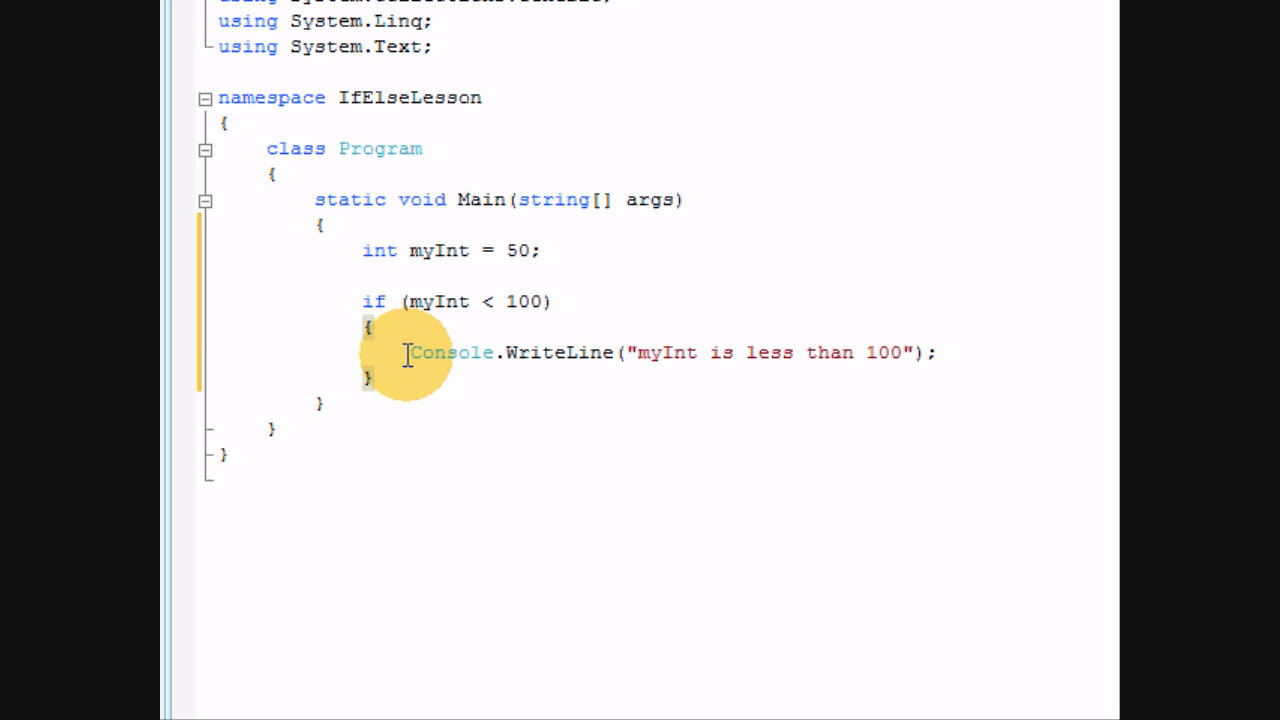 using System.Linq;
using System.Text;
namespace IfElseLesson
{
class Program
{
static void Main(string[] args)
{
int myInt = 50;
if (myInt < 100)
{
Console.WriteLine("myInt is less than 100");
}
}
}
}